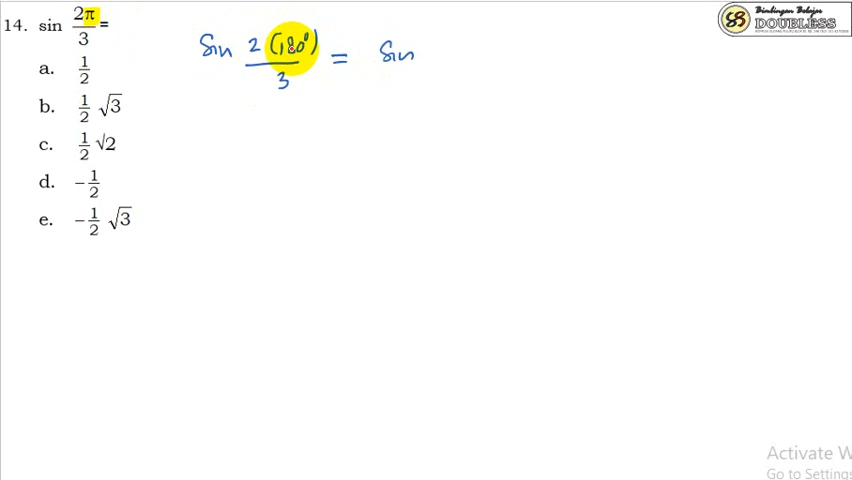 14. sin 2π/3 =
sin 2(180°)/3 = sin
a. 1/2
b. 1/2 √3
c. 1/2 √2
d. −1/2
e. −1/2 √3
Bimbingan Belajar
DOUBLESS
Activate W
Go to Settings